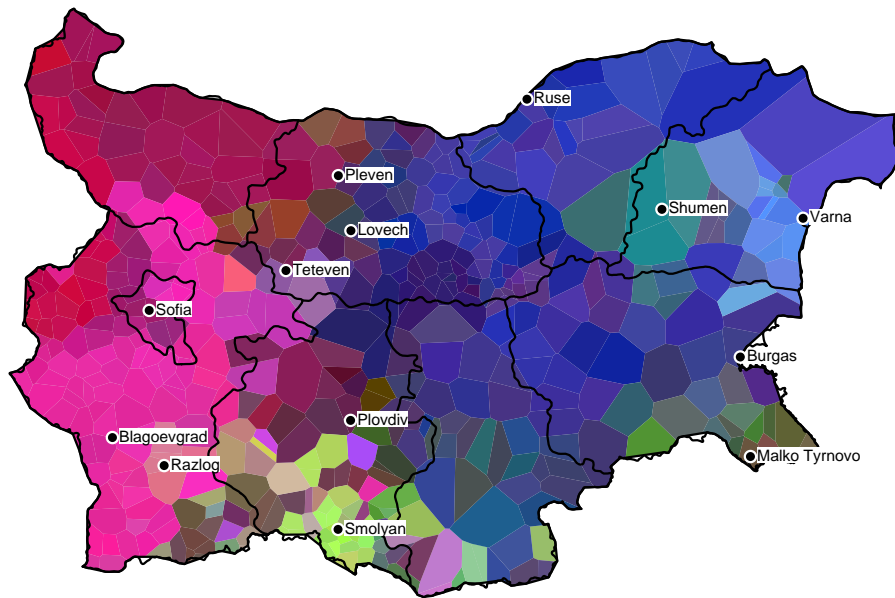 Ruse
Pleven
Shumen
Varna
Lovech
Teteven
Sofia
Burgas
Plovdiv
Blagoevgrad
Malko Tyrnovo
Razlog
Smolyan